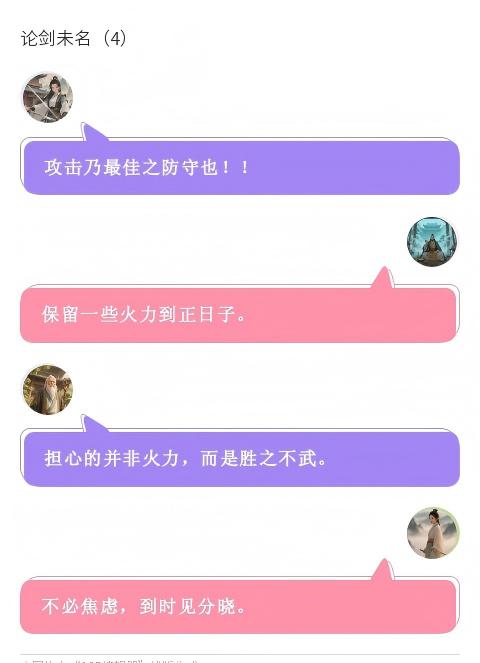 论剑未名（4）
攻击乃最佳之防守也！！
保留一些火力到正日子。
担心的并非火力，而是胜之不武。
不必焦虑，到时见分晓。